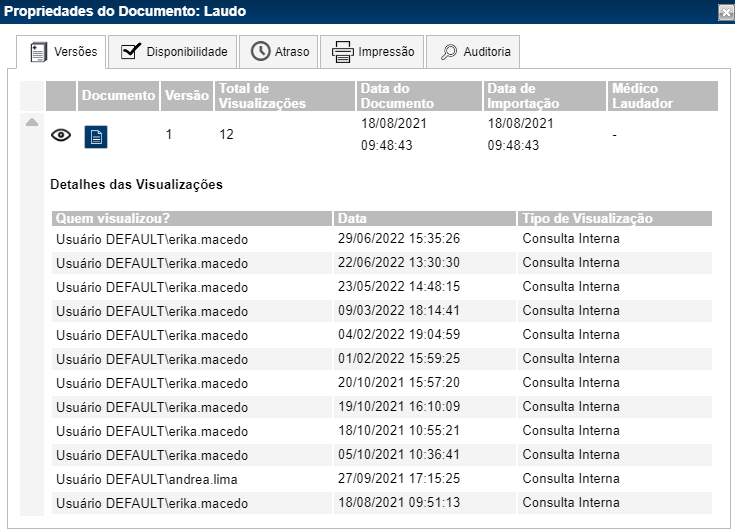 Propriedades do Documento: Laudo
Versões Disponibilidade Atraso Impressão Auditoria
Documento Versão Total de Visualizações Data do Documento Data de Importação Médico Laudador
1 12 18/08/2021 09:48:43 18/08/2021 09:48:43 -
Detalhes das Visualizações
Quem visualizou? Data Tipo de Visualização
Usuário DEFAULT\erika.macedo 29/06/2022 15:35:26 Consulta Interna
Usuário DEFAULT\erika.macedo 22/06/2022 13:30:30 Consulta Interna
Usuário DEFAULT\erika.macedo 23/05/2022 14:48:15 Consulta Interna
Usuário DEFAULT\erika.macedo 09/03/2022 18:14:41 Consulta Interna
Usuário DEFAULT\erika.macedo 04/02/2022 19:04:59 Consulta Interna
Usuário DEFAULT\erika.macedo 01/02/2022 15:59:25 Consulta Interna
Usuário DEFAULT\erika.macedo 20/10/2021 15:57:20 Consulta Interna
Usuário DEFAULT\erika.macedo 19/10/2021 16:10:09 Consulta Interna
Usuário DEFAULT\erika.macedo 18/10/2021 10:55:21 Consulta Interna
Usuário DEFAULT\erika.macedo 05/10/2021 10:36:41 Consulta Interna
Usuário DEFAULT\andrea.lima 27/09/2021 17:15:25 Consulta Interna
Usuário DEFAULT\erika.macedo 18/08/2021 09:51:13 Consulta Interna